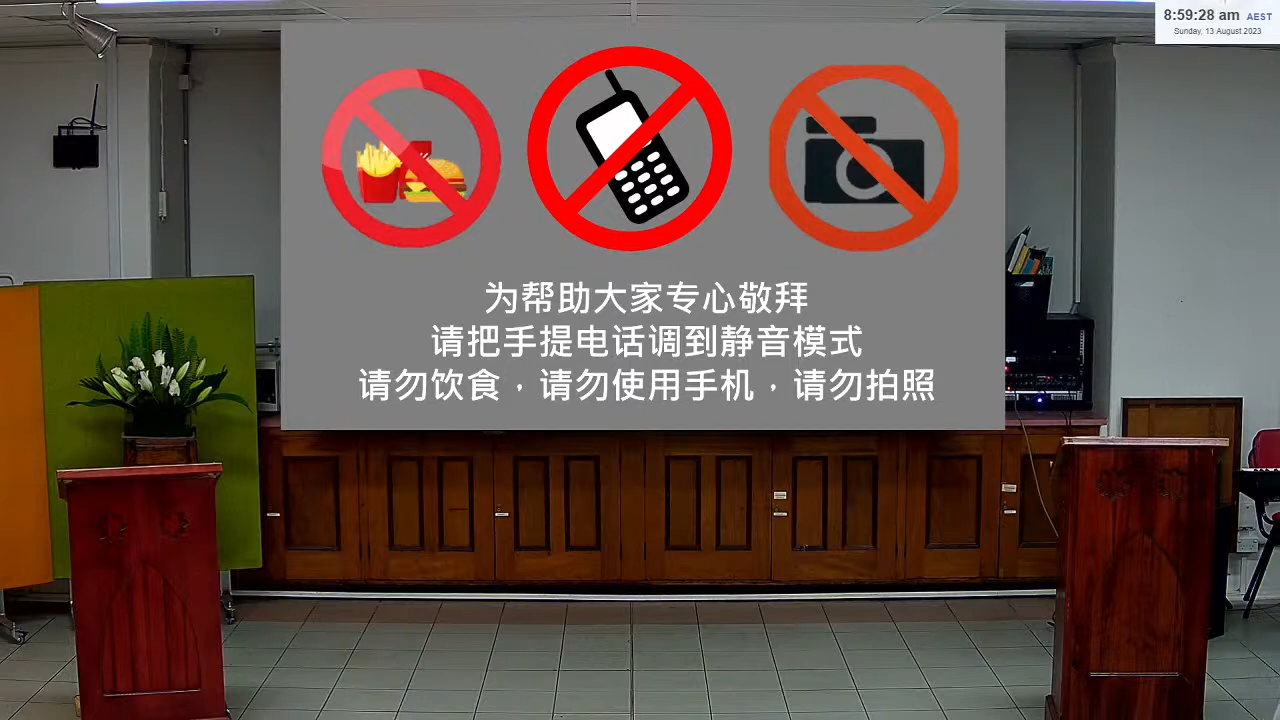 8:59:28 am AEST
Sunday, 13 August 2023
为帮助大家专心敬拜
请把手提电话调到静音模式
请勿饮食，请勿使用手机，请勿拍照